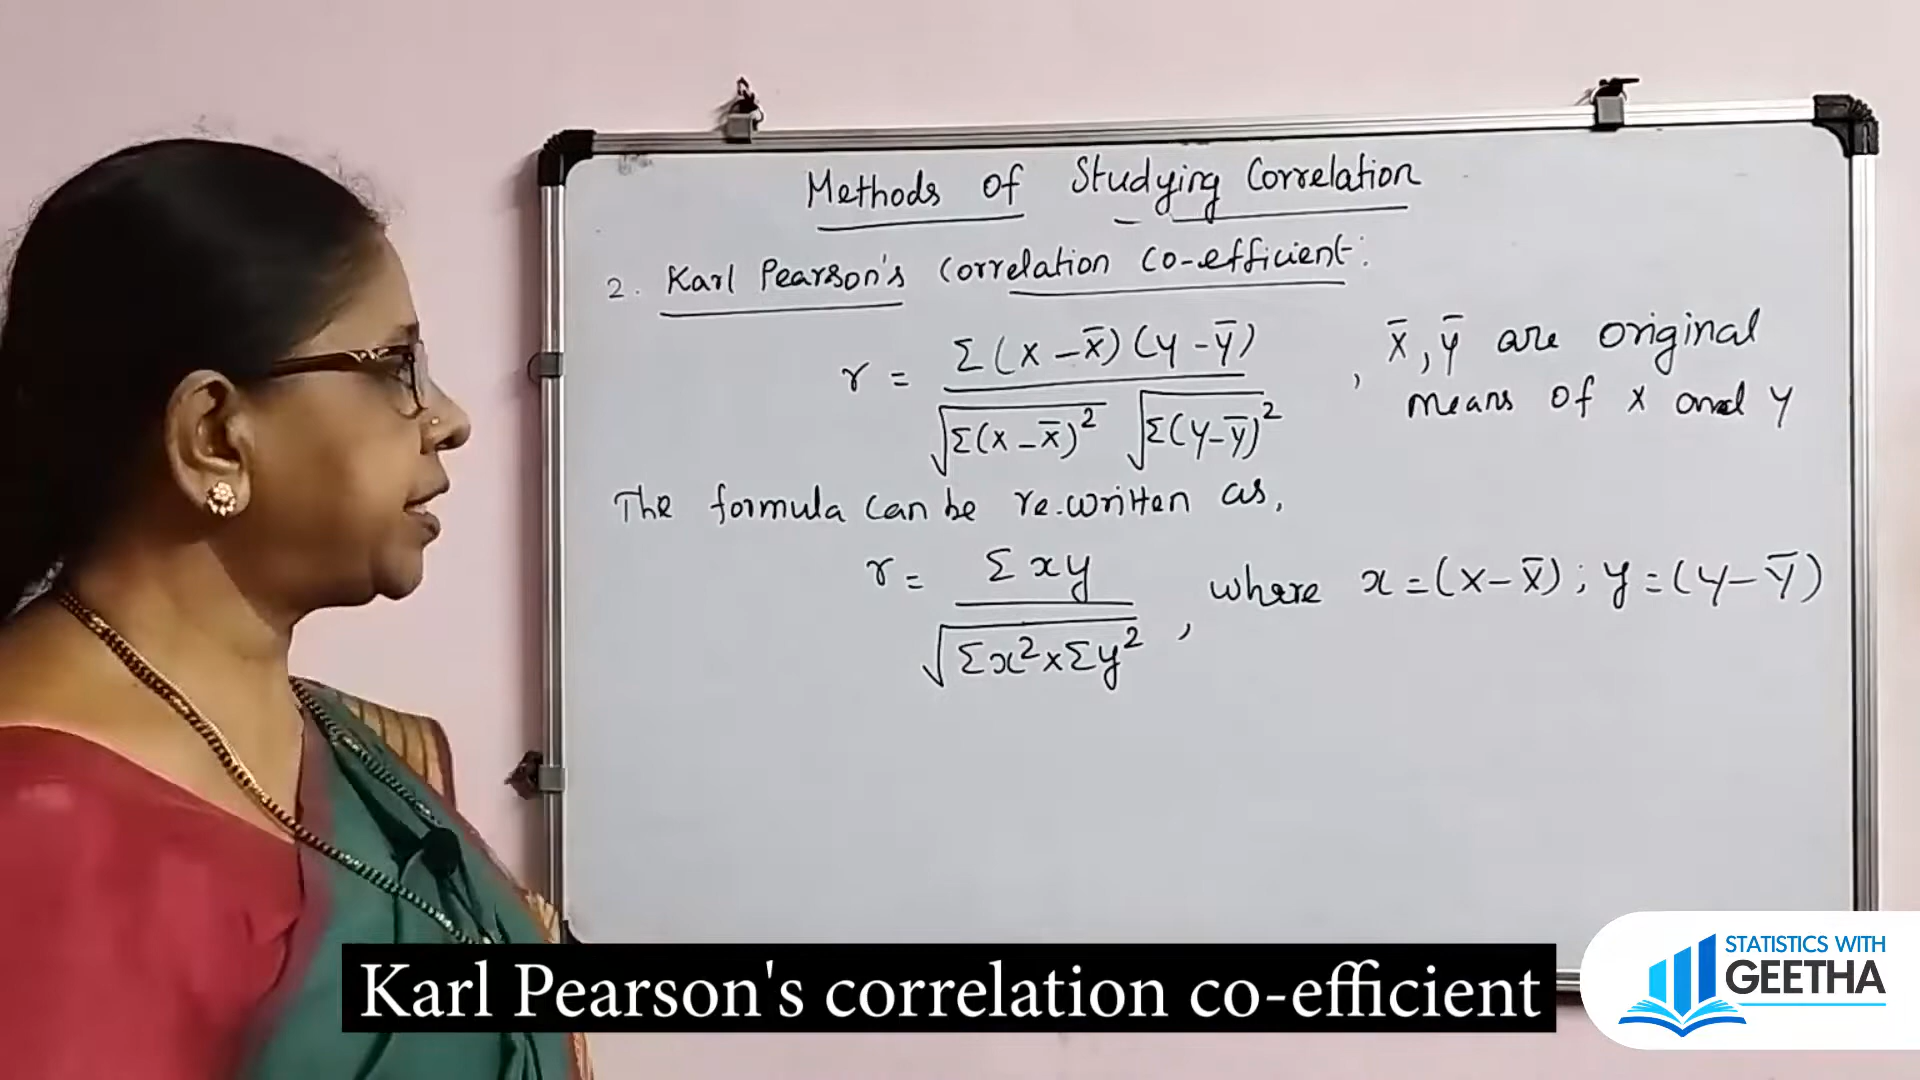 Methods of Studying Correlation
2. Karl Pearson's Correlation Co-efficient:
r = Σ(x-x̄)(y-ȳ) / √Σ(x-x̄)² √Σ(y-ȳ)² , x̄, ȳ are original
means of x and y
The formula can be re-written as,
r = Σxy / √Σx²×Σy² , where x = (x-x̄) ; y = (y-ȳ)
Karl Pearson's correlation co-efficient
STATISTICS WITH
GEETHA